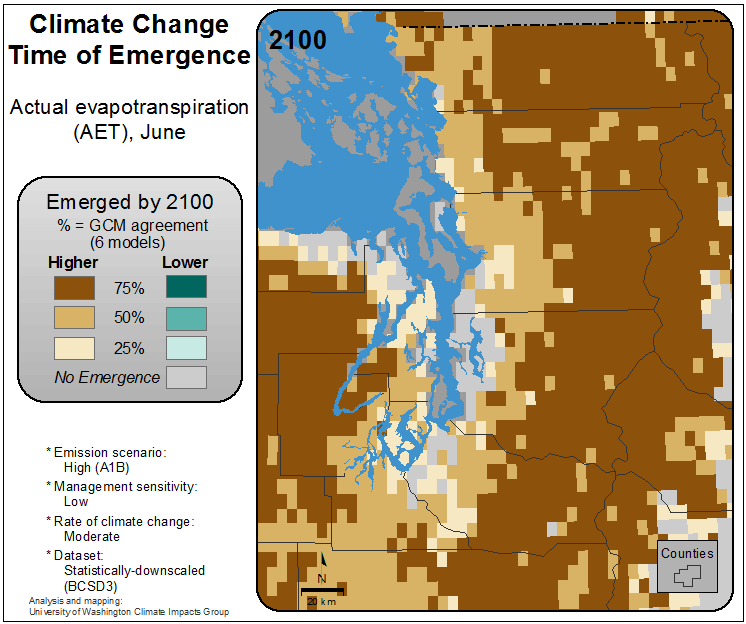 Climate Change
Time of Emergence
Actual evapotranspiration
(AET), June
Emerged by 2100
% = GCM agreement
(6 models)
Higher Lower
75%
50%
25%
No Emergence
* Emission scenario:
High (A1B)
* Management sensitivity:
Low
* Rate of climate change:
Moderate
* Dataset:
Statistically-downscaled
(BCSD3)
Analysis and mapping:
University of Washington Climate Impacts Group
2100
N
20 km
Counties